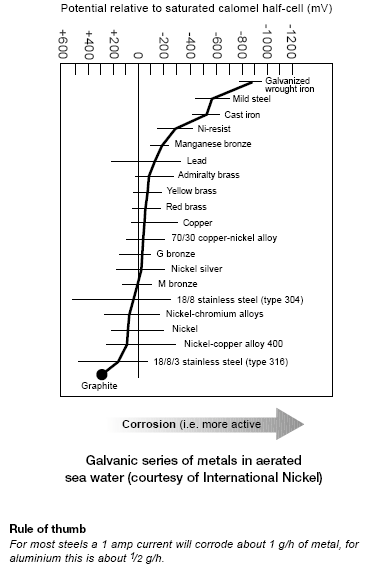 Potential relative to saturated calomel half-cell (mV)
+600 +400 +200 0 -200 -400 -600 -800 -1000 -1200
Galvanized
wrought iron
Mild steel
Cast iron
Ni-resist
Manganese bronze
Lead
Admiralty brass
Yellow brass
Red brass
Copper
70/30 copper-nickel alloy
G bronze
Nickel silver
M bronze
18/8 stainless steel (type 304)
Nickel-chromium alloys
Nickel
Nickel-copper alloy 400
18/8/3 stainless steel (type 316)
Graphite
Corrosion (i.e. more active
Galvanic series of metals in aerated
sea water (courtesy of International Nickel)
Rule of thumb
For most steels a 1 amp current will corrode about 1 g/h of metal, for
aluminium this is about 1/2 g/h.